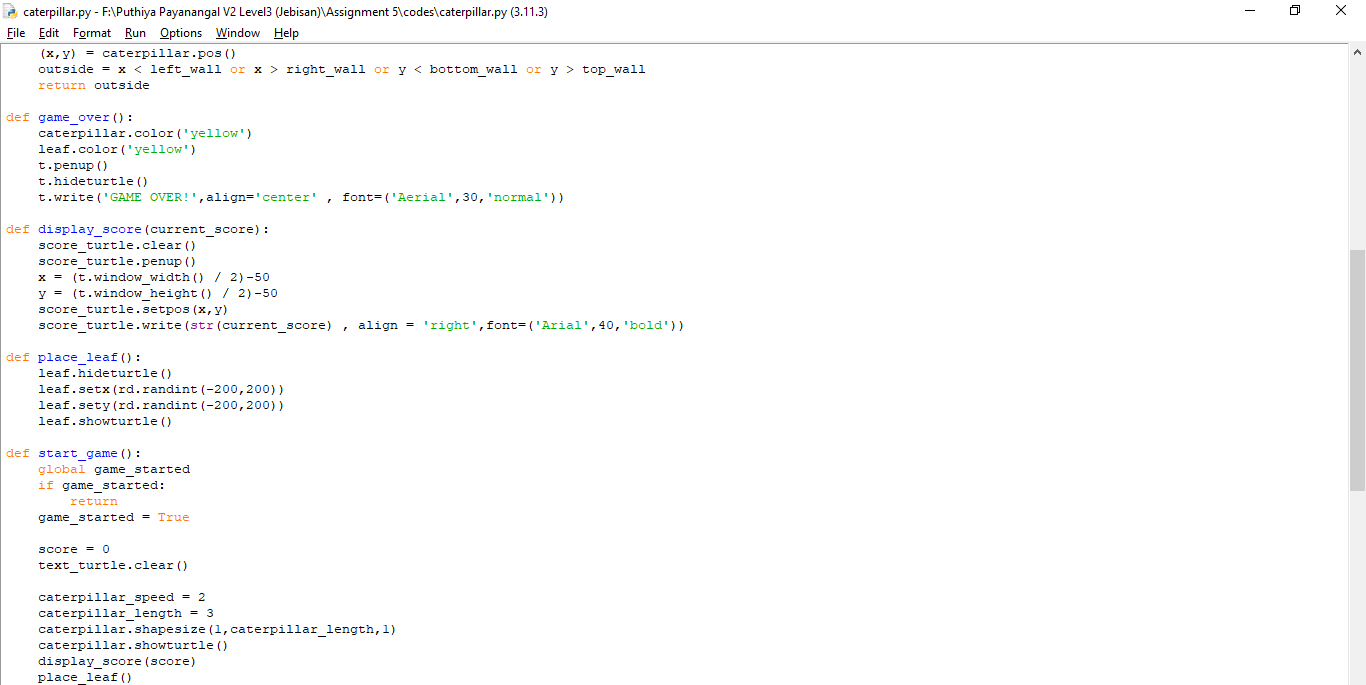 caterpillar.py - F:\Puthiya Payanangal V2 Level3 (Jebisan)\Assignment 5\codes\caterpillar.py (3.11.3)
File Edit Format Run Options Window Help
    (x,y) = caterpillar.pos()
    outside = x < left_wall or x > right_wall or y < bottom_wall or y > top_wall
    return outside

def game_over():
    caterpillar.color('yellow')
    leaf.color('yellow')
    t.penup()
    t.hideturtle()
    t.write('GAME OVER!',align='center' , font=('Aerial',30,'normal'))

def display_score(current_score):
    score_turtle.clear()
    score_turtle.penup()
    x = (t.window_width() / 2)-50
    y = (t.window_height() / 2)-50
    score_turtle.setpos(x,y)
    score_turtle.write(str(current_score) , align = 'right',font=('Arial',40,'bold'))

def place_leaf():
    leaf.hideturtle()
    leaf.setx(rd.randint(-200,200))
    leaf.sety(rd.randint(-200,200))
    leaf.showturtle()

def start_game():
    global game_started
    if game_started:
        return
    game_started = True

    score = 0
    text_turtle.clear()

    caterpillar_speed = 2
    caterpillar_length = 3
    caterpillar.shapesize(1,caterpillar_length,1)
    caterpillar.showturtle()
    display_score(score)
    place_leaf()